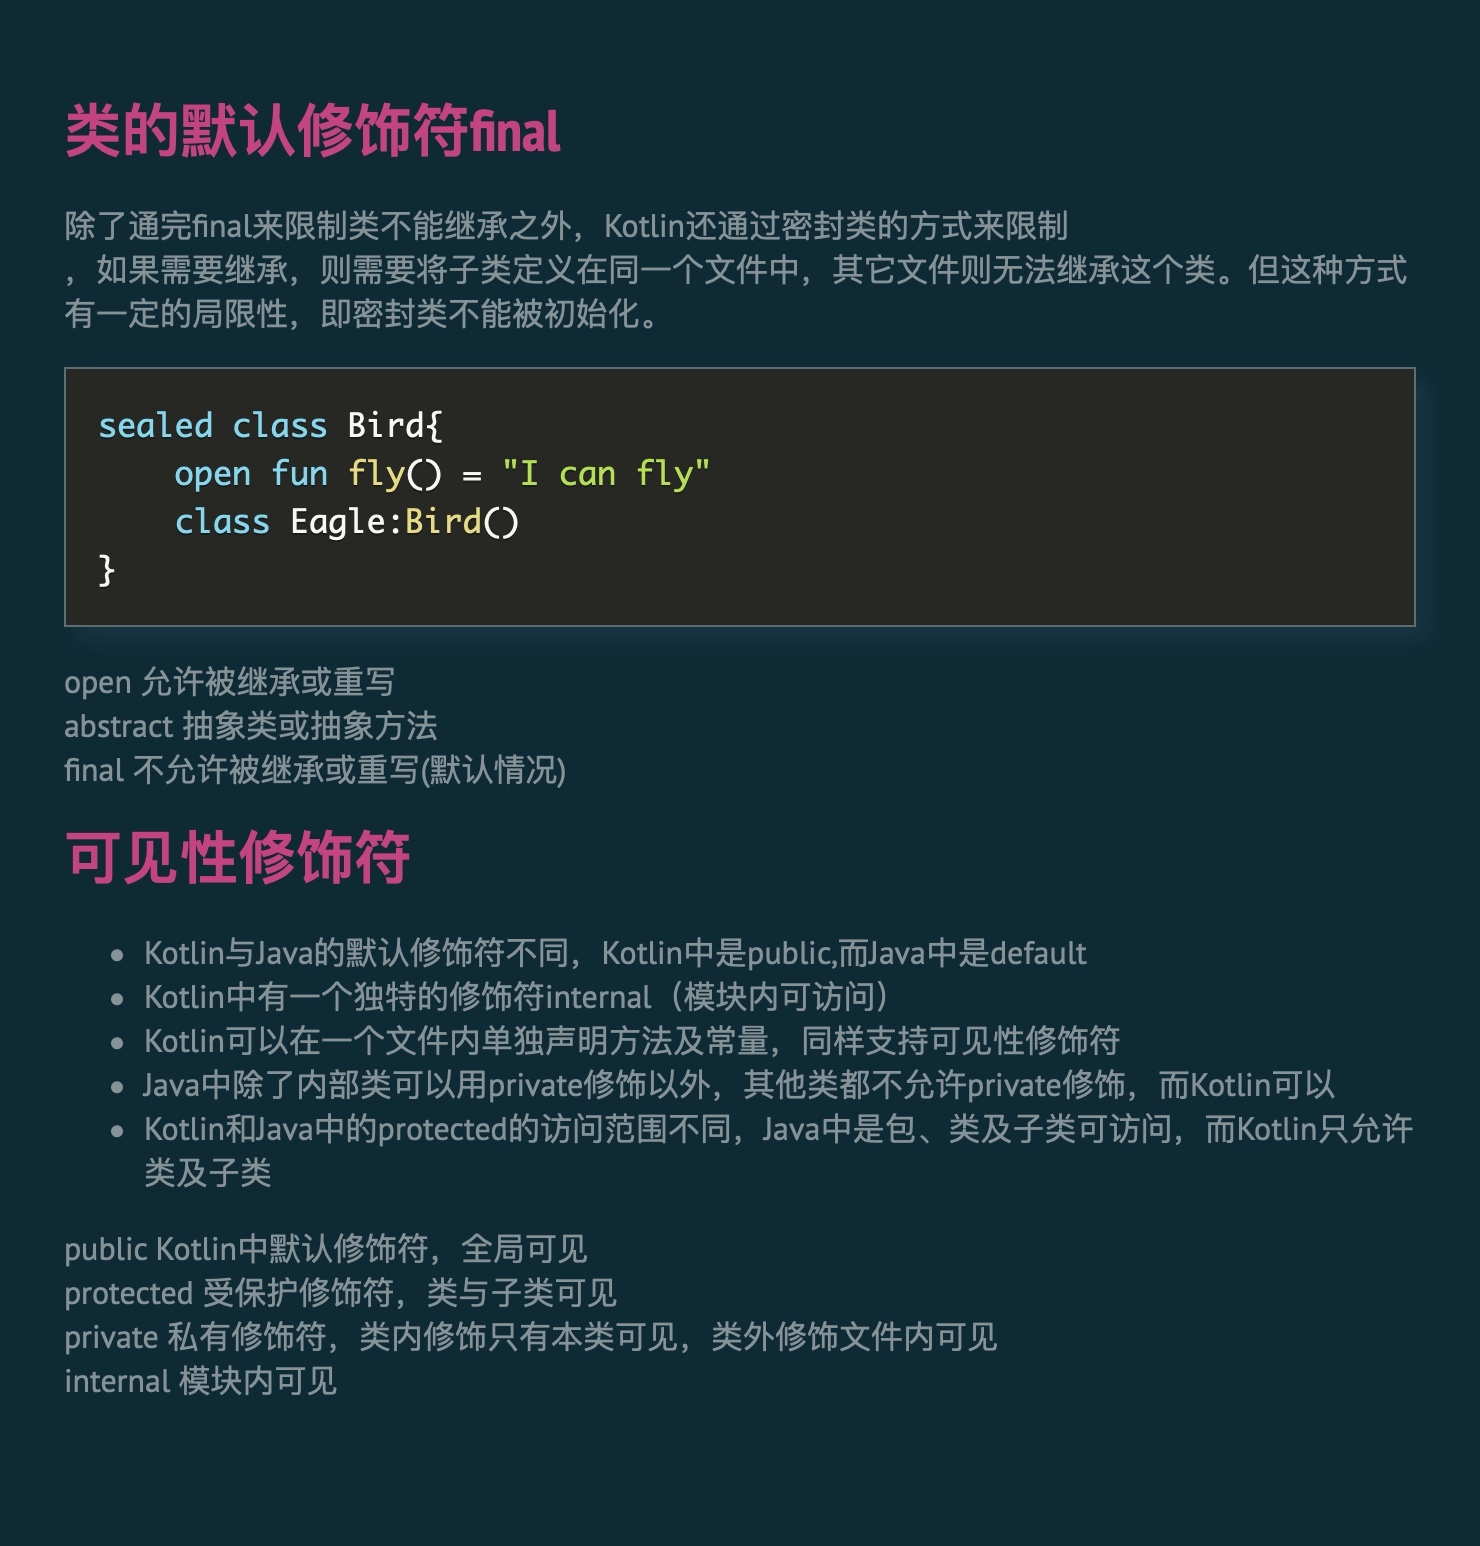 类的默认修饰符final
除了通完final来限制类不能继承之外，Kotlin还通过密封类的方式来限制
，如果需要继承，则需要将子类定义在同一个文件中，其它文件则无法继承这个类。但这种方式
有一定的局限性，即密封类不能被初始化。
sealed class Bird{
    open fun fly() = "I can fly"
    class Eagle:Bird()
}
open 允许被继承或重写
abstract 抽象类或抽象方法
final 不允许被继承或重写(默认情况)
可见性修饰符
• Kotlin与Java的默认修饰符不同，Kotlin中是public,而Java中是default
• Kotlin中有一个独特的修饰符internal（模块内可访问）
• Kotlin可以在一个文件内单独声明方法及常量，同样支持可见性修饰符
• Java中除了内部类可以用private修饰以外，其他类都不允许private修饰，而Kotlin可以
• Kotlin和Java中的protected的访问范围不同，Java中是包、类及子类可访问，而Kotlin只允许
类及子类
public Kotlin中默认修饰符，全局可见
protected 受保护修饰符，类与子类可见
private 私有修饰符，类内修饰只有本类可见，类外修饰文件内可见
internal 模块内可见